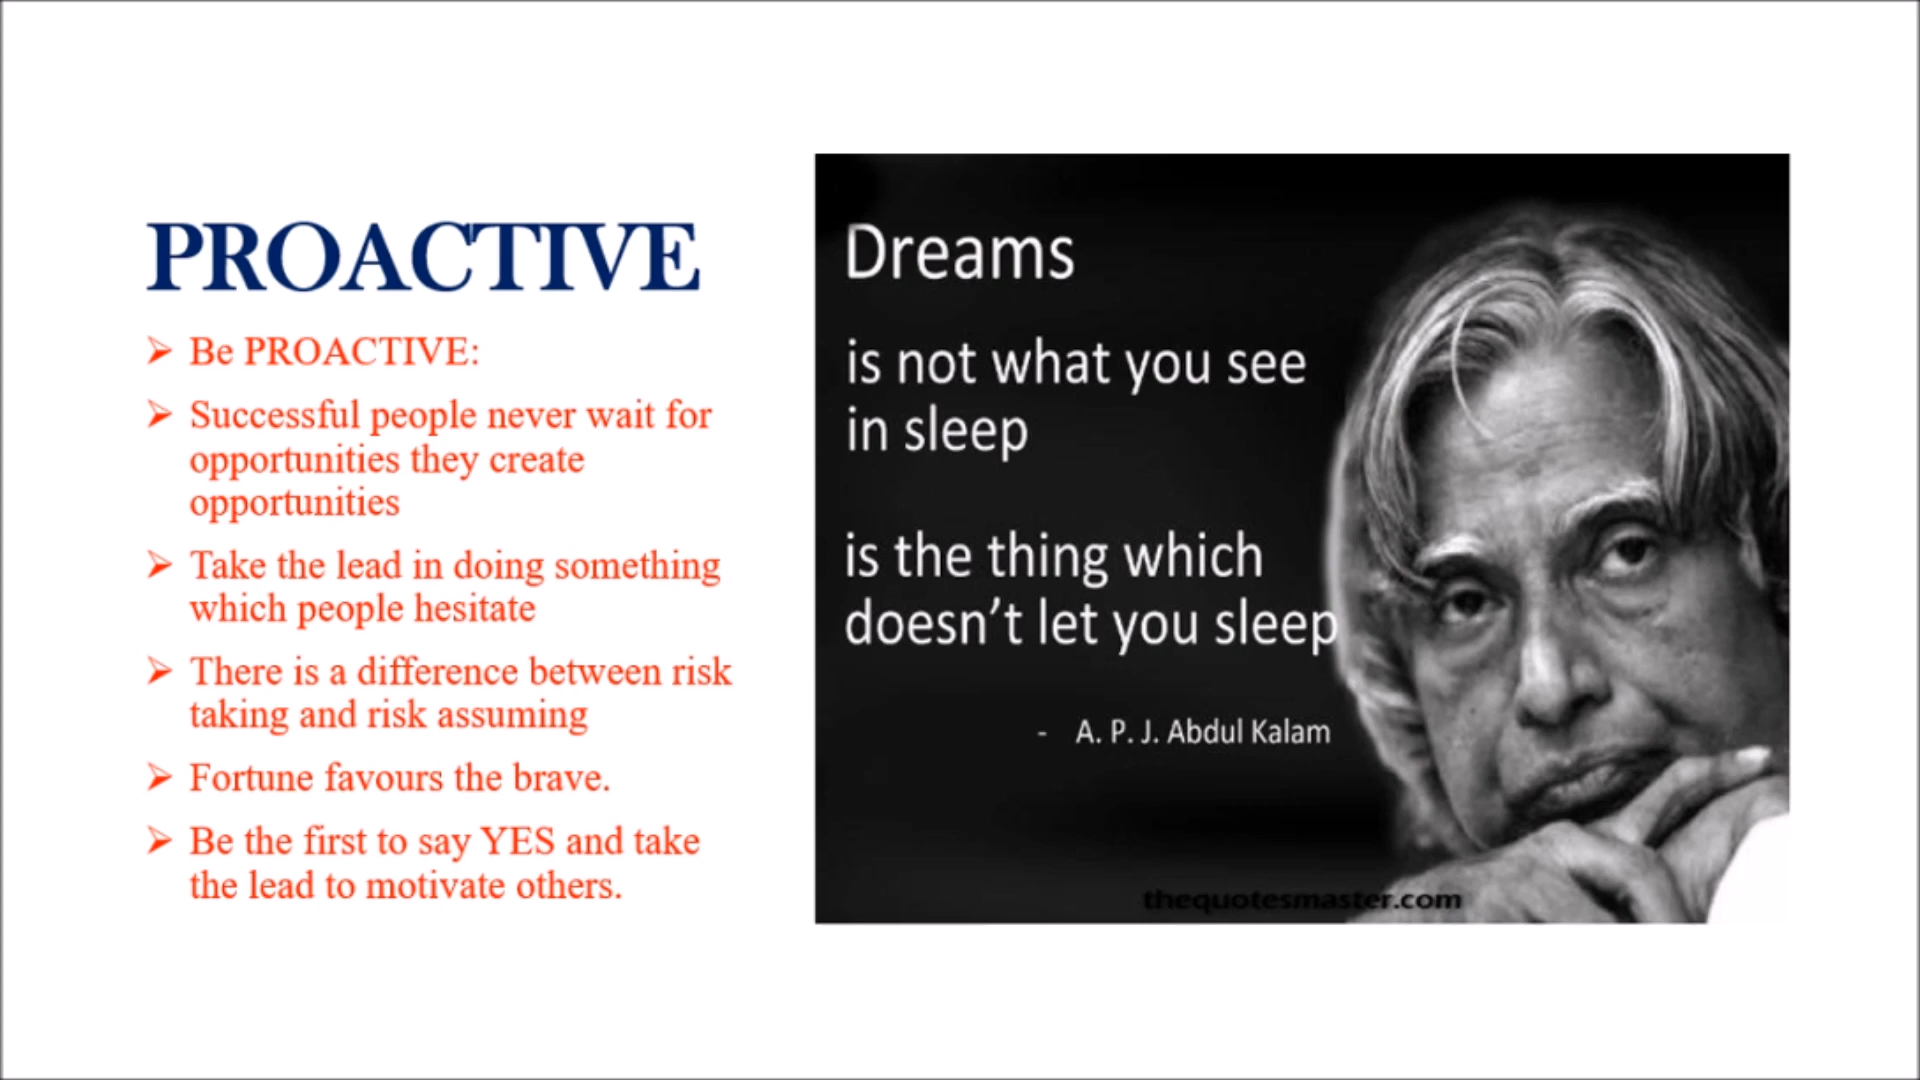 PROACTIVE
➢ Be PROACTIVE:
➢ Successful people never wait for
opportunities they create
opportunities
➢ Take the lead in doing something
which people hesitate
➢ There is a difference between risk
taking and risk assuming
➢ Fortune favours the brave.
➢ Be the first to say YES and take
the lead to motivate others.
Dreams
is not what you see
in sleep
is the thing which
doesn’t let you sleep
- A. P. J. Abdul Kalam
thequotesmaster.com